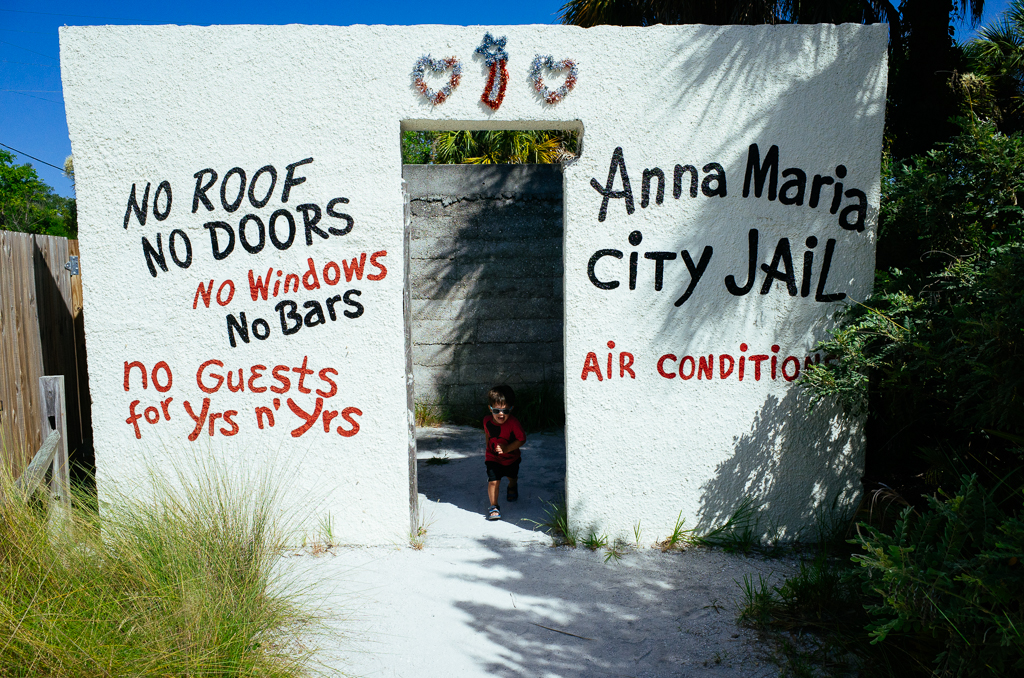 NO ROOF
NO DOORS
No Windows
No Bars
no Guests
for Yrs n' Yrs
Anna Maria
City Jail
Air condition